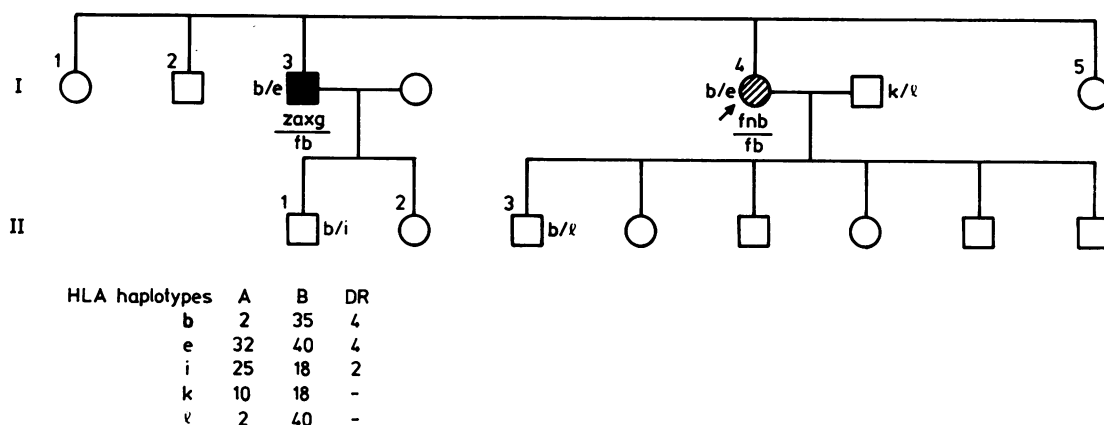 1
2
3
4
5
I
b/e
b/e
k/ℓ
zaxg
fb
fnb
fb
1
2
3
II
b/i
b/ℓ
HLA haplotypes A B DR
b 2 35 4
e 32 40 4
i 25 18 2
k 10 18 -
ℓ 2 40 -